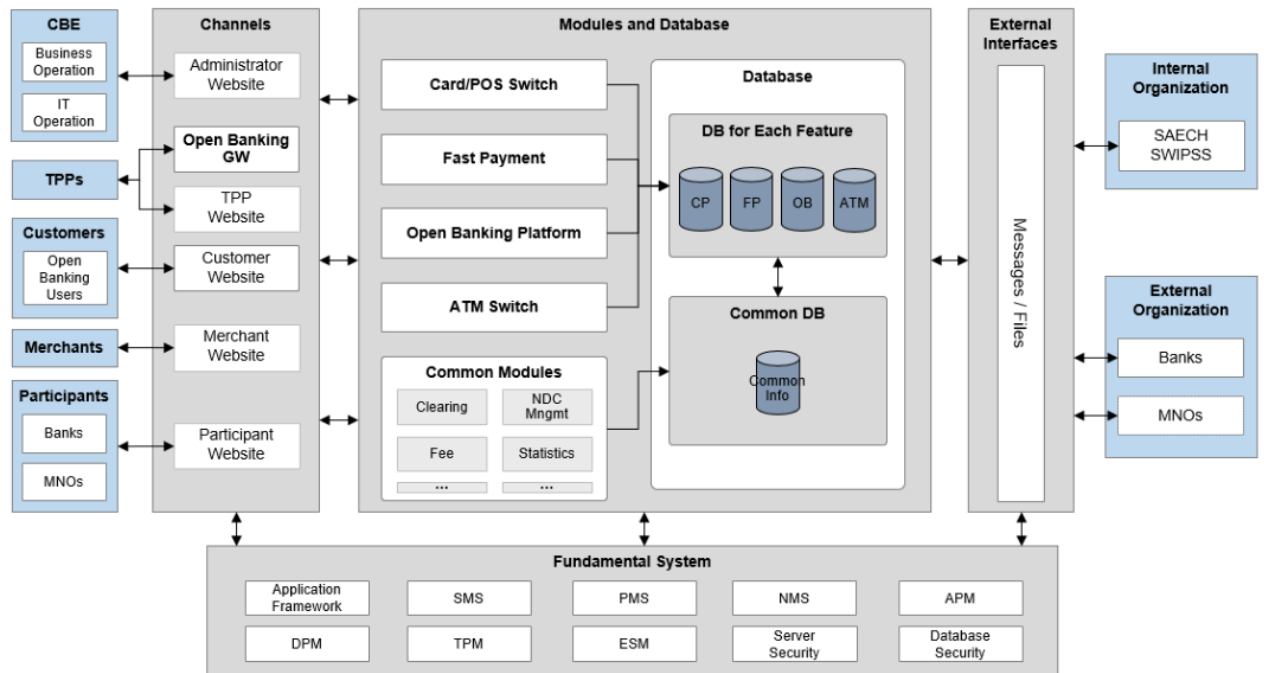 CBE
Business
Operation
IT
Operation
TPPs
Customers
Open
Banking
Users
Merchants
Participants
Banks
MNOs
Channels
Administrator
Website
Open Banking
GW
TPP
Website
Customer
Website
Merchant
Website
Participant
Website
Modules and Database
Card/POS Switch
Fast Payment
Open Banking Platform
ATM Switch
Common Modules
Clearing
NDC
Mngmt
Fee
Statistics
...
...
Database
DB for Each Feature
CP
FP
OB
ATM
Common DB
Common
Info
External
Interfaces
Messages / Files
Internal
Organization
SAECH
SWIPSS
External
Organization
Banks
MNOs
Fundamental System
Application
Framework
SMS
PMS
NMS
APM
DPM
TPM
ESM
Server
Security
Database
Security